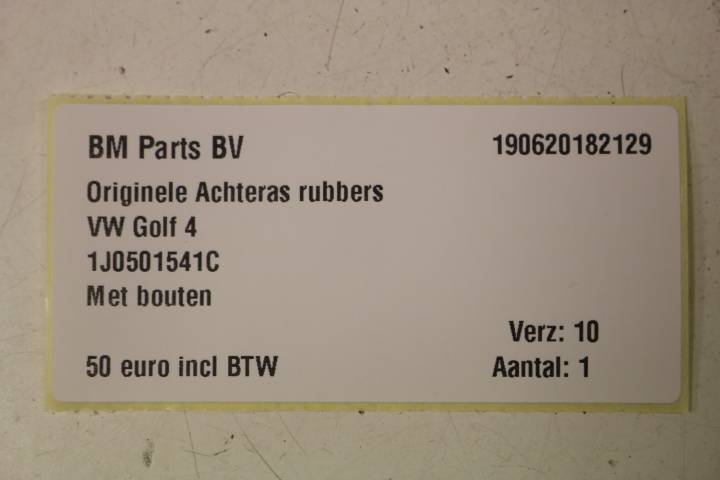 BM Parts BV 190620182129
Originele Achteras rubbers
VW Golf 4
1J0501541C
Met bouten
Verz: 10
50 euro incl BTW Aantal: 1